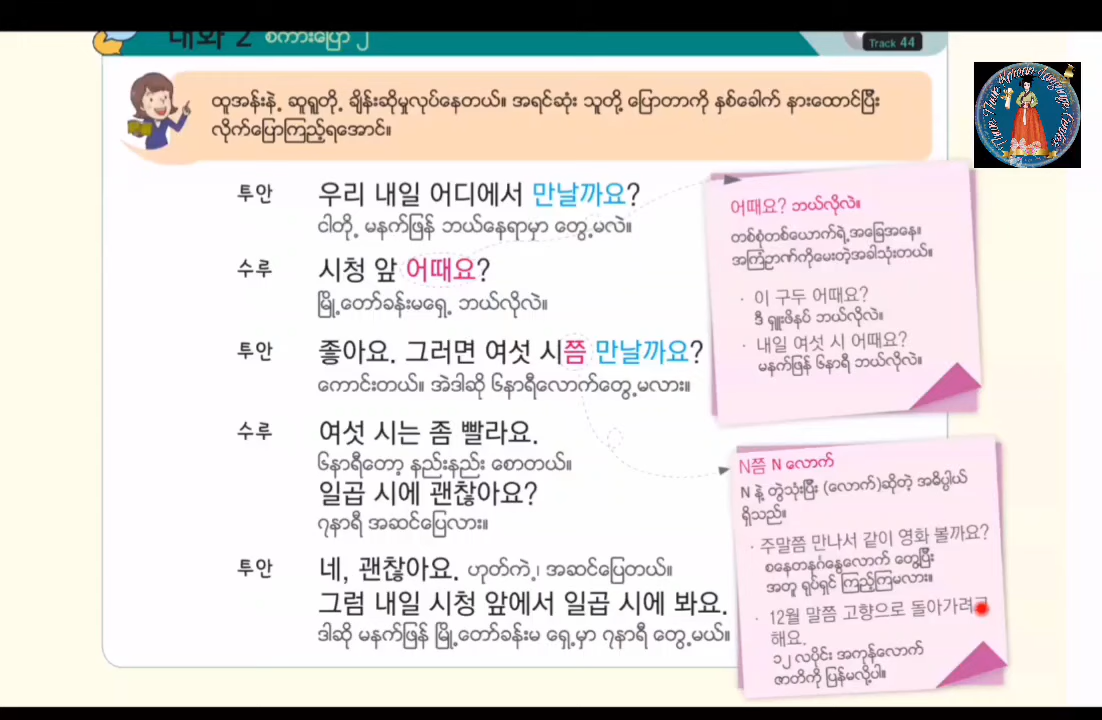 대화 2 စကားပြော ၂
Track 44
ထူအန်းနဲ့ ဆူရူတို့ ချိန်းဆိုမှုလုပ်နေတယ်။ အရင်ဆုံး သူတို့ ပြောတာကို နှစ်ခေါက် နားထောင်ပြီး
လိုက်ပြောကြည့်ရအောင်။
투안 우리 내일 어디에서 만날까요?
ငါတို့ မနက်ဖြန် ဘယ်နေရာမှာ တွေ့မလဲ။
수루 시청 앞 어때요?
မြို့တော်ခန်းမရှေ့ ဘယ်လိုလဲ။
투안 좋아요. 그러면 여섯 시쯤 만날까요?
ကောင်းတယ်။ အဲဒါဆို ၆နာရီလောက်တွေ့မလား။
수루 여섯 시는 좀 빨라요.
၆နာရီတော့ နည်းနည်း စောတယ်။
일곱 시에 괜찮아요?
၇နာရီ အဆင်ပြေလား။
투안 네, 괜찮아요. ဟုတ်ကဲ့၊ အဆင်ပြေတယ်။
그럼 내일 시청 앞에서 일곱 시에 봐요.
ဒါဆို မနက်ဖြန် မြို့တော်ခန်းမ ရှေ့မှာ ၇နာရီ တွေ့မယ်။
어때요? ဘယ်လိုလဲ။
တစ်စုံတစ်ယောက်ရဲ့ အခြေအနေ၊
အကြံဉာဏ်ကိုမေးတဲ့အခါသုံးတယ်။
· 이 구두 어때요?
ဒီ ရှူးဖိနပ် ဘယ်လိုလဲ။
· 내일 여섯 시 어때요?
မနက်ဖြန် ၆နာရီ ဘယ်လိုလဲ။
N쯤 N လောက်
N နဲ့ တွဲသုံးပြီး (လောက်)ဆိုတဲ့ အဓိပ္ပါယ်
ရှိသည်။
· 주말쯤 만나서 같이 영화 볼까요?
စနေတနင်္ဂနွေလောက် တွေ့ပြီး
အတူ ရုပ်ရှင် ကြည့်ကြမလား။
· 12월 말쯤 고향으로 돌아가려고
해요.
၁၂ လပိုင်း အကုန်လောက်
ဇာတိကို ပြန်မလို့ပါ။
Korean Language Center